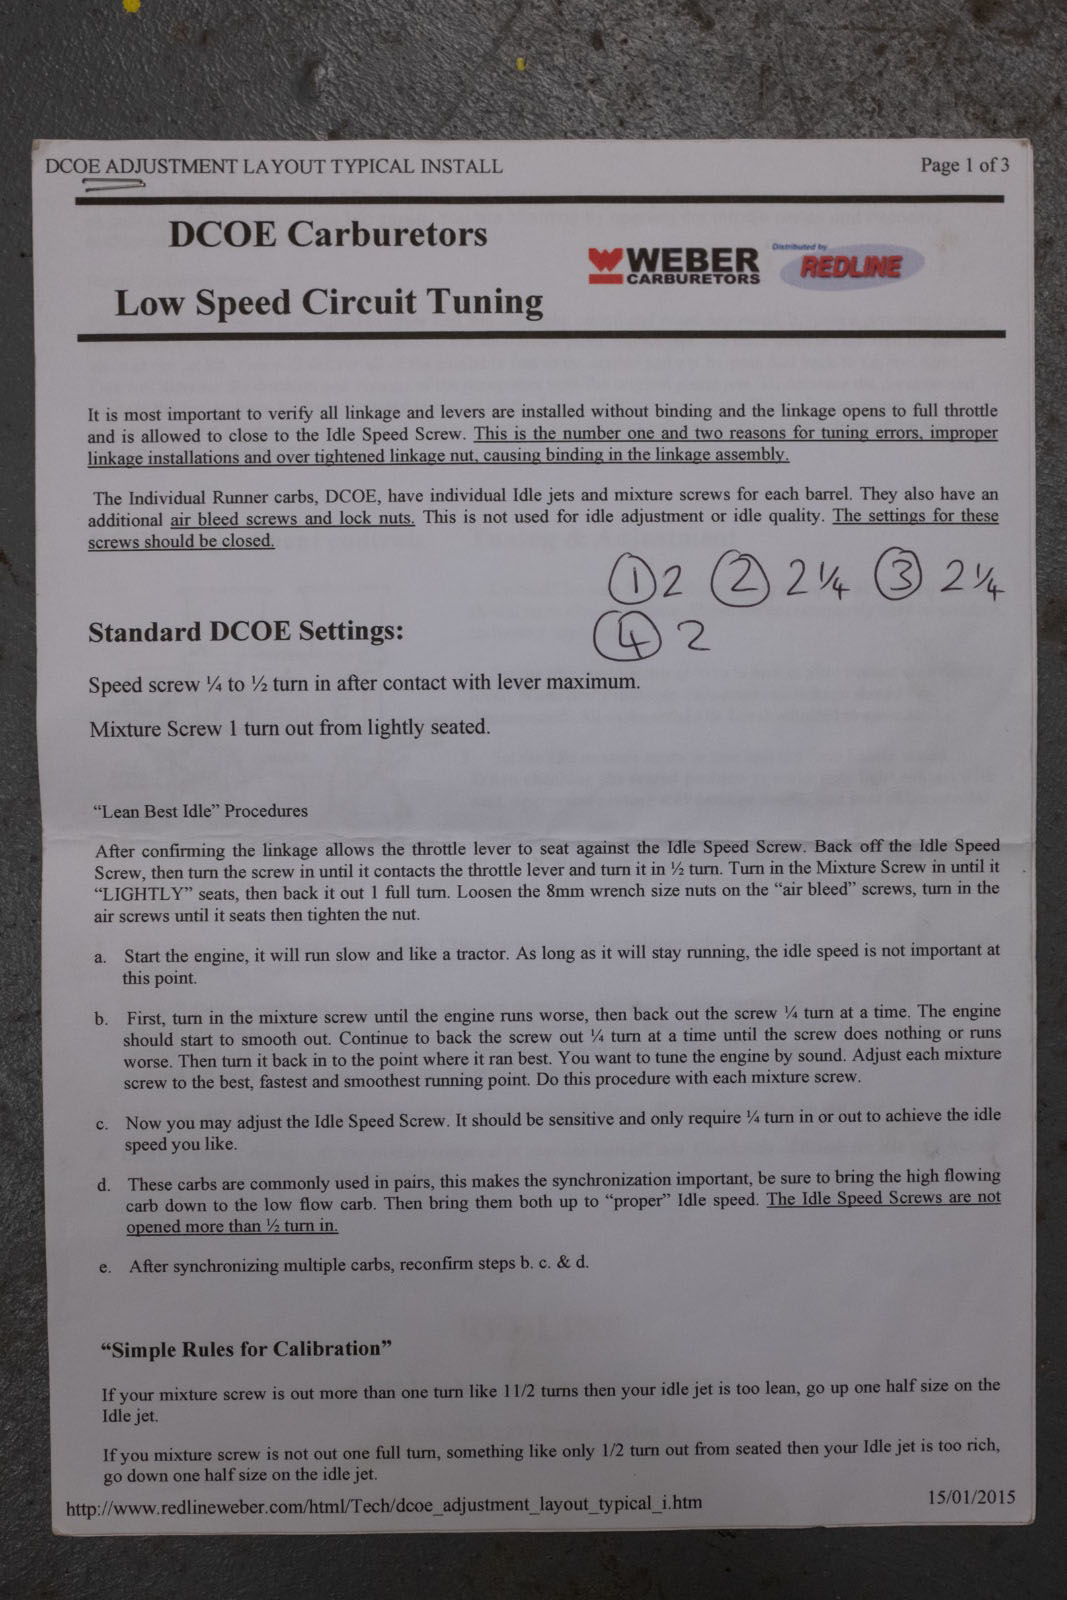 DCOE ADJUSTMENT LAYOUT TYPICAL INSTALL
Page 1 of 3
DCOE Carburetors
WEBER
CARBURETORS
Distributed by
REDLINE
Low Speed Circuit Tuning
It is most important to verify all linkage and levers are installed without binding and the linkage opens to full throttle
and is allowed to close to the Idle Speed Screw. This is the number one and two reasons for tuning errors, improper
linkage installations and over tightened linkage nut, causing binding in the linkage assembly.
The Individual Runner carbs, DCOE, have individual Idle jets and mixture screws for each barrel. They also have an
additional air bleed screws and lock nuts. This is not used for idle adjustment or idle quality. The settings for these
screws should be closed.
① 2 ② 2 ¼ ③ 2 ¼
④ 2
Standard DCOE Settings:
Speed screw ¼ to ½ turn in after contact with lever maximum.
Mixture Screw 1 turn out from lightly seated.
“Lean Best Idle” Procedures
After confirming the linkage allows the throttle lever to seat against the Idle Speed Screw. Back off the Idle Speed
Screw, then turn the screw in until it contacts the throttle lever and turn it in ½ turn. Turn in the Mixture Screw in until it
“LIGHTLY” seats, then back it out 1 full turn. Loosen the 8mm wrench size nuts on the “air bleed” screws, turn in the
air screws until it seats then tighten the nut.
a. Start the engine, it will run slow and like a tractor. As long as it will stay running, the idle speed is not important at
this point.
b. First, turn in the mixture screw until the engine runs worse, then back out the screw ¼ turn at a time. The engine
should start to smooth out. Continue to back the screw out ¼ turn at a time until the screw does nothing or runs
worse. Then turn it back in to the point where it ran best. You want to tune the engine by sound. Adjust each mixture
screw to the best, fastest and smoothest running point. Do this procedure with each mixture screw.
c. Now you may adjust the Idle Speed Screw. It should be sensitive and only require ¼ turn in or out to achieve the idle
speed you like.
d. These carbs are commonly used in pairs, this makes the synchronization important, be sure to bring the high flowing
carb down to the low flow carb. Then bring them both up to “proper” Idle speed. The Idle Speed Screws are not
opened more than ½ turn in.
e. After synchronizing multiple carbs, reconfirm steps b. c. & d.
“Simple Rules for Calibration”
If your mixture screw is out more than one turn like 11/2 turns then your idle jet is too lean, go up one half size on the
Idle jet.
If you mixture screw is not out one full turn, something like only 1/2 turn out from seated then your Idle jet is too rich,
go down one half size on the idle jet.
http://www.redlineweber.com/html/Tech/dcoe_adjustment_layout_typical_i.htm
15/01/2015